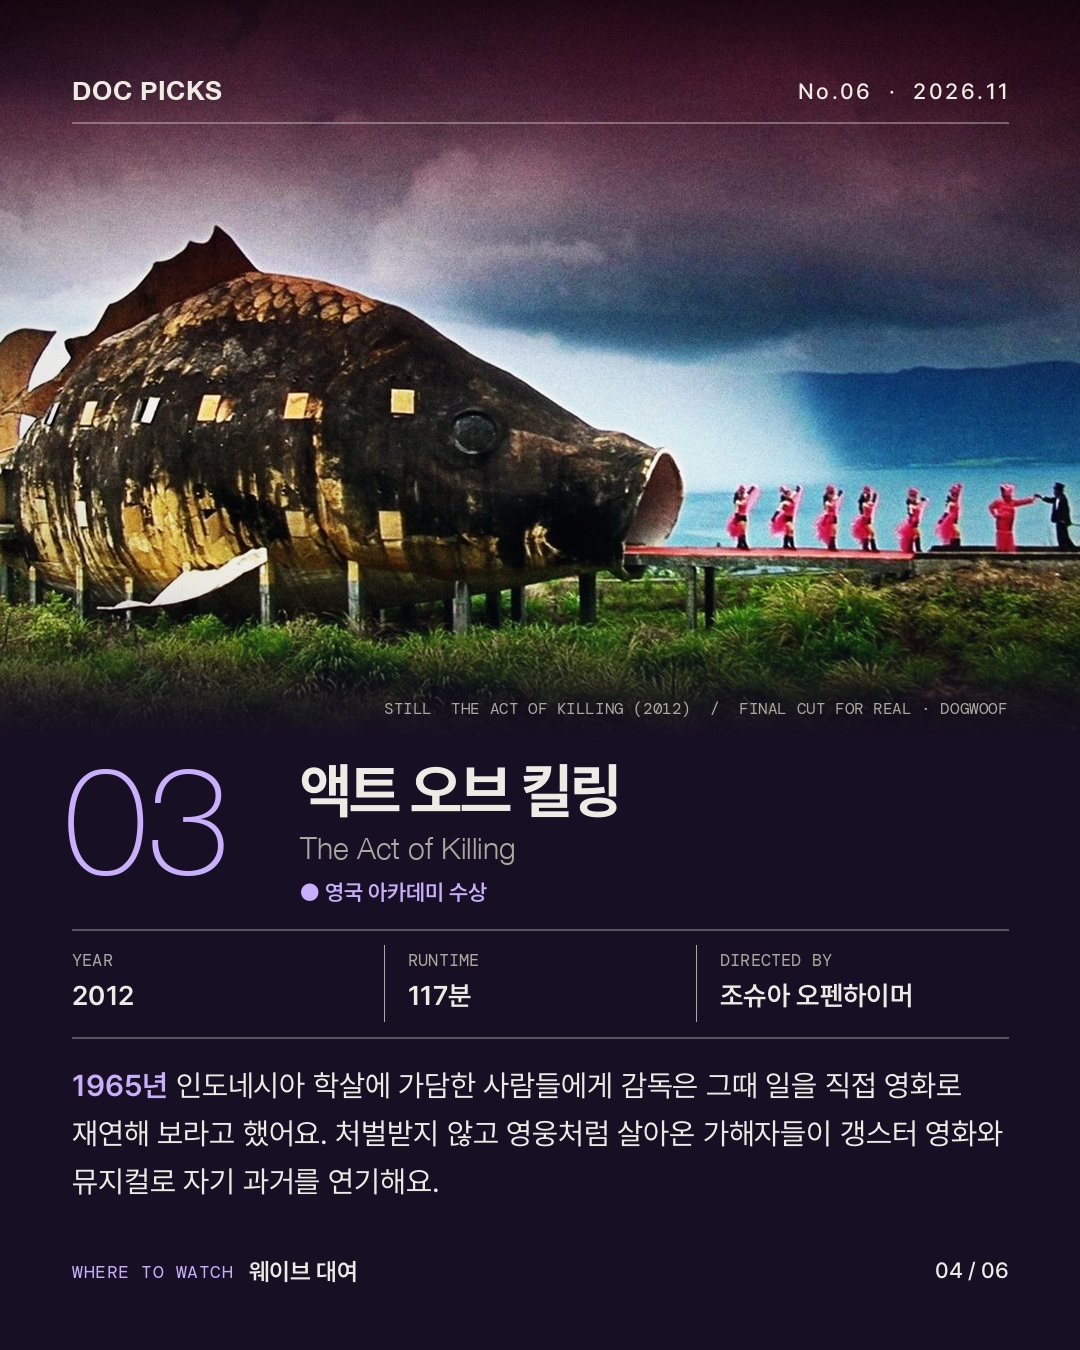 DOC PICKS
No.06 · 2026.11
STILL THE ACT OF KILLING (2012) / FINAL CUT FOR REAL · DOGWOOF
03
액트 오브 킬링
The Act of Killing
● 영국 아카데미 수상
YEAR
2012
RUNTIME
117분
DIRECTED BY
조슈아 오펜하이머
1965년 인도네시아 학살에 가담한 사람들에게 감독은 그때 일을 직접 영화로
재연해 보라고 했어요. 처벌받지 않고 영웅처럼 살아온 가해자들이 갱스터 영화와
뮤지컬로 자기 과거를 연기해요.
WHERE TO WATCH 웨이브 대여
04 / 06